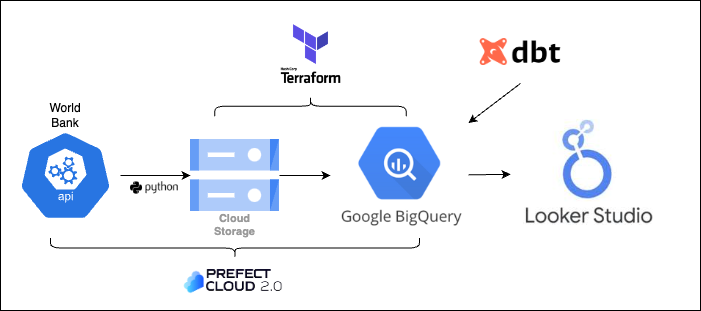 HashiCorp
Terraform
dbt
World
Bank
api
python
Cloud
Storage
Google BigQuery
Looker Studio
PREFECT
CLOUD 2.0